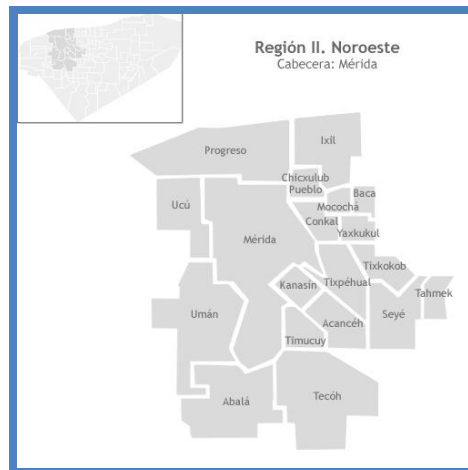 Región II. Noroeste
Cabecera: Mérida
Ixil
Progreso
Chicxulub
Pueblo
Baca
Mocochá
Ucú
Conkal
Yaxkukul
Mérida
Tixkokob
Kanasín
Tixpéhual
Tahmek
Umán
Seyé
Acancéh
Timucuy
Abalá
Tecóh